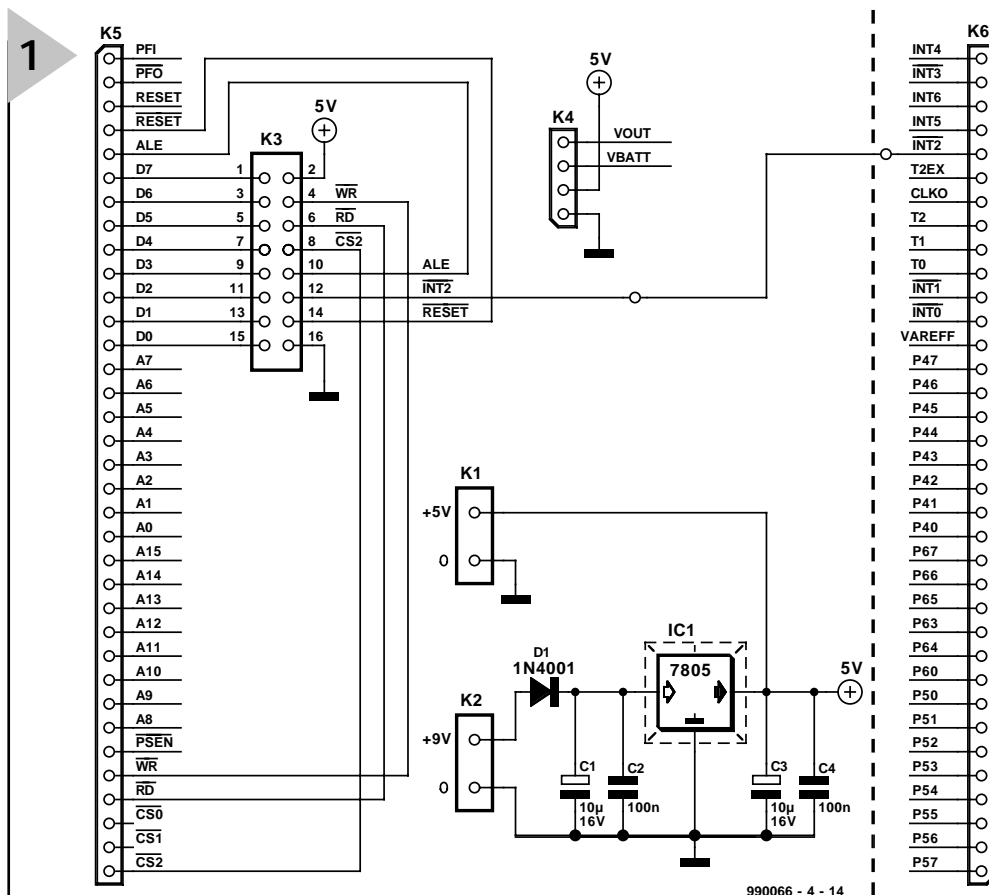 1
K5
PFI
PFO
RESET
RESET
ALE
D7
D6
D5
D4
D3
D2
D1
D0
A7
A6
A5
A4
A3
A2
A1
A0
A15
A14
A13
A12
A11
A10
A9
A8
PSEN
WR
RD
CS0
CS1
CS2
K3
5V
1 2
3 4 WR
5 6 RD
7 8 CS2
9 10 ALE
11 12 INT2
13 14 RESET
15 16
5V
K4
VOUT
VBATT
K1
+5V
0
K2
+9V
0
D1
1N4001
IC1
7805
5V
C1
10µ
16V
C2
100n
C3
10µ
16V
C4
100n
990066 - 4 - 14
K6
INT4
INT3
INT6
INT5
INT2
T2EX
CLKO
T2
T1
T0
INT1
INT0
VAREFF
P47
P46
P45
P44
P43
P42
P41
P40
P67
P66
P65
P63
P64
P60
P50
P51
P52
P53
P54
P55
P56
P57